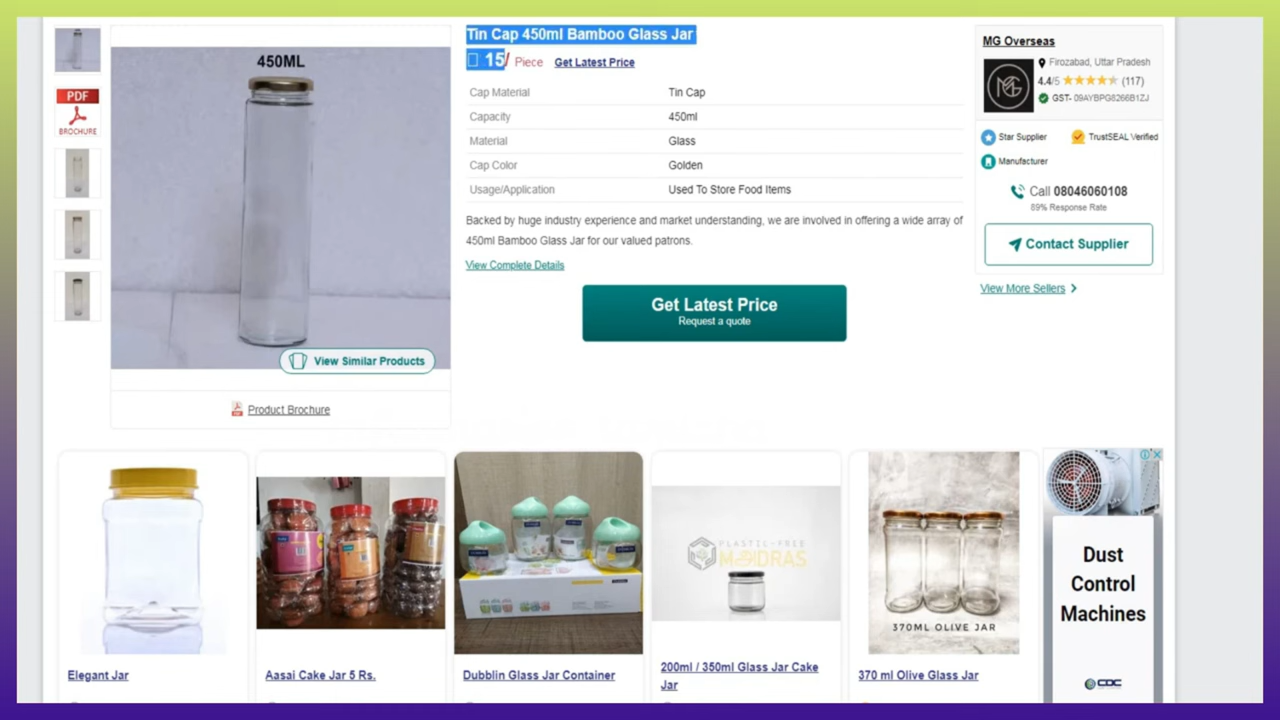 450ML
PDF
BROCHURE
View Similar Products
Product Brochure
Tin Cap 450ml Bamboo Glass Jar
15/ Piece Get Latest Price
Cap Material Tin Cap
Capacity 450ml
Material Glass
Cap Color Golden
Usage/Application Used To Store Food Items
Backed by huge industry experience and market understanding, we are involved in offering a wide array of
450ml Bamboo Glass Jar for our valued patrons.
View Complete Details
Get Latest Price
Request a quote
MG Overseas
Firozabad, Uttar Pradesh
4.4/5 (117)
GST- 09AYBPG8266B1ZJ
Star Supplier TrustSEAL Verified
Manufacturer
Call 08046060108
89% Response Rate
Contact Supplier
View More Sellers
PLASTIC-FREE
MADRAS
370ML OLIVE JAR
Elegant Jar
Aasai Cake Jar 5 Rs.
Dubblin Glass Jar Container
200ml / 350ml Glass Jar Cake
Jar
370 ml Olive Glass Jar
Dust
Control
Machines
CDC